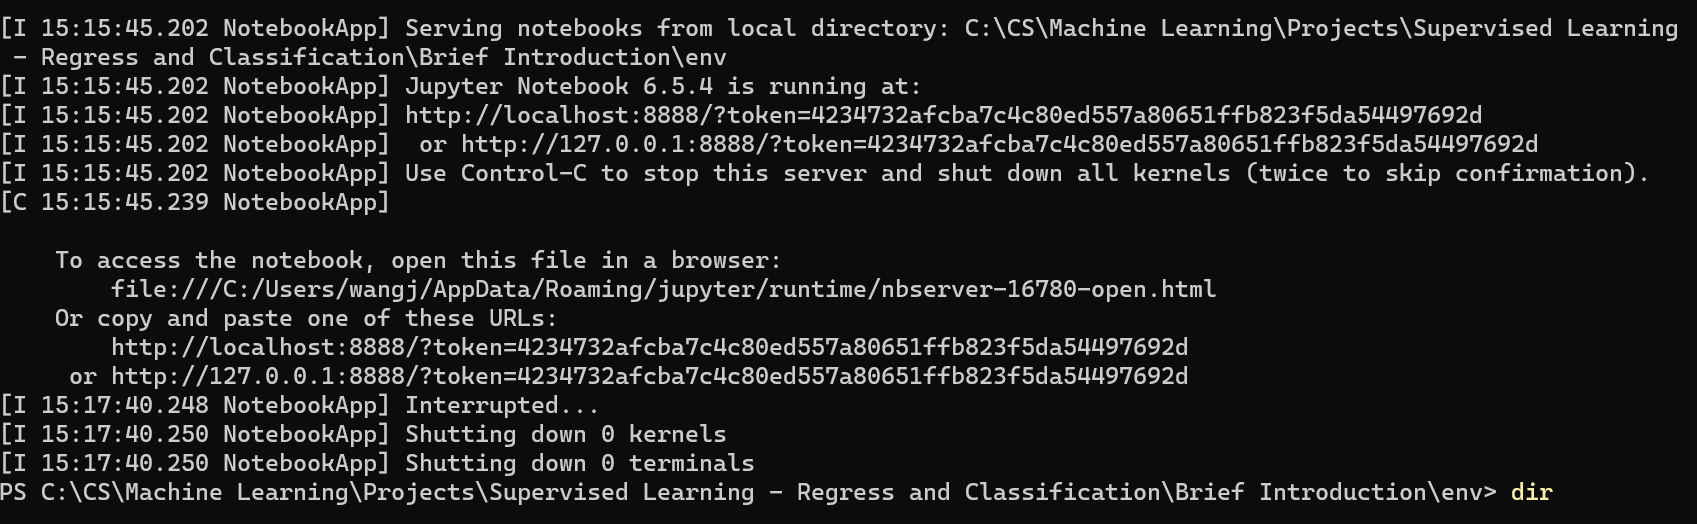 [I 15:15:45.202 NotebookApp] Serving notebooks from local directory: C:\CS\Machine Learning\Projects\Supervised Learning
 - Regress and Classification\Brief Introduction\env
[I 15:15:45.202 NotebookApp] Jupyter Notebook 6.5.4 is running at:
[I 15:15:45.202 NotebookApp] http://localhost:8888/?token=4234732afcba7c4c80ed557a80651ffb823f5da54497692d
[I 15:15:45.202 NotebookApp]  or http://127.0.0.1:8888/?token=4234732afcba7c4c80ed557a80651ffb823f5da54497692d
[I 15:15:45.202 NotebookApp] Use Control-C to stop this server and shut down all kernels (twice to skip confirmation).
[C 15:15:45.239 NotebookApp]
    To access the notebook, open this file in a browser:
        file:///C:/Users/wangj/AppData/Roaming/jupyter/runtime/nbserver-16780-open.html
    Or copy and paste one of these URLs:
        http://localhost:8888/?token=4234732afcba7c4c80ed557a80651ffb823f5da54497692d
     or http://127.0.0.1:8888/?token=4234732afcba7c4c80ed557a80651ffb823f5da54497692d
[I 15:17:40.248 NotebookApp] Interrupted...
[I 15:17:40.250 NotebookApp] Shutting down 0 kernels
[I 15:17:40.250 NotebookApp] Shutting down 0 terminals
PS C:\CS\Machine Learning\Projects\Supervised Learning - Regress and Classification\Brief Introduction\env> dir